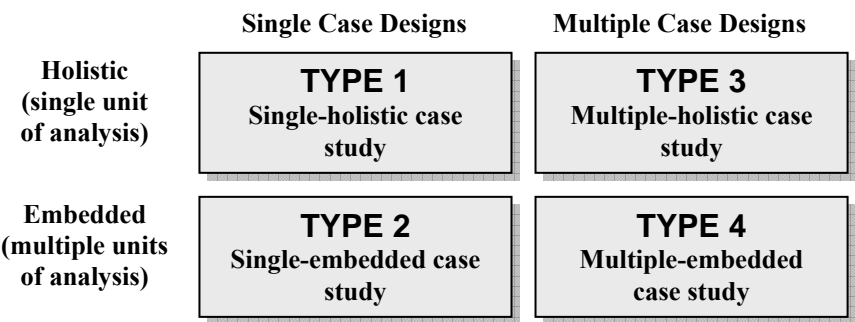 Single Case Designs
Multiple Case Designs
Holistic
(single unit
of analysis)
TYPE 1
Single-holistic case
study
TYPE 3
Multiple-holistic case
study
Embedded
(multiple units
of analysis)
TYPE 2
Single-embedded case
study
TYPE 4
Multiple-embedded
case study